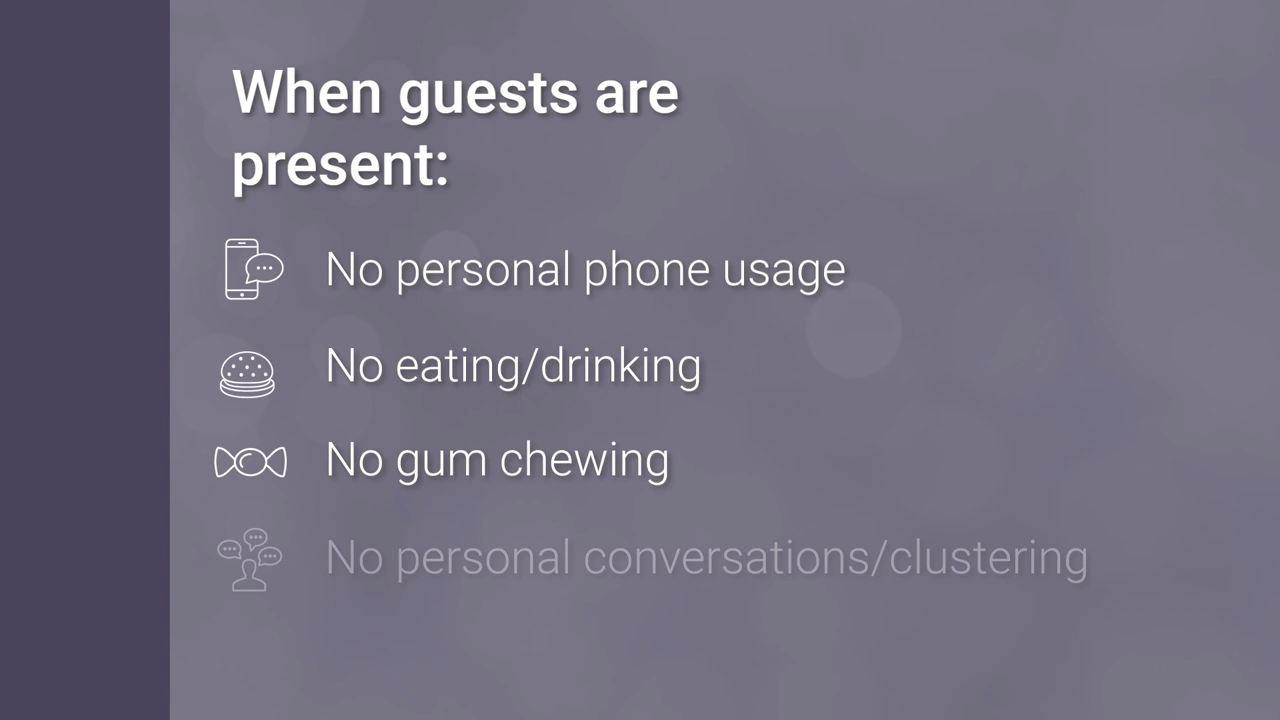 When guests are
present:
No personal phone usage
No eating/drinking
No gum chewing
No personal conversations/clustering